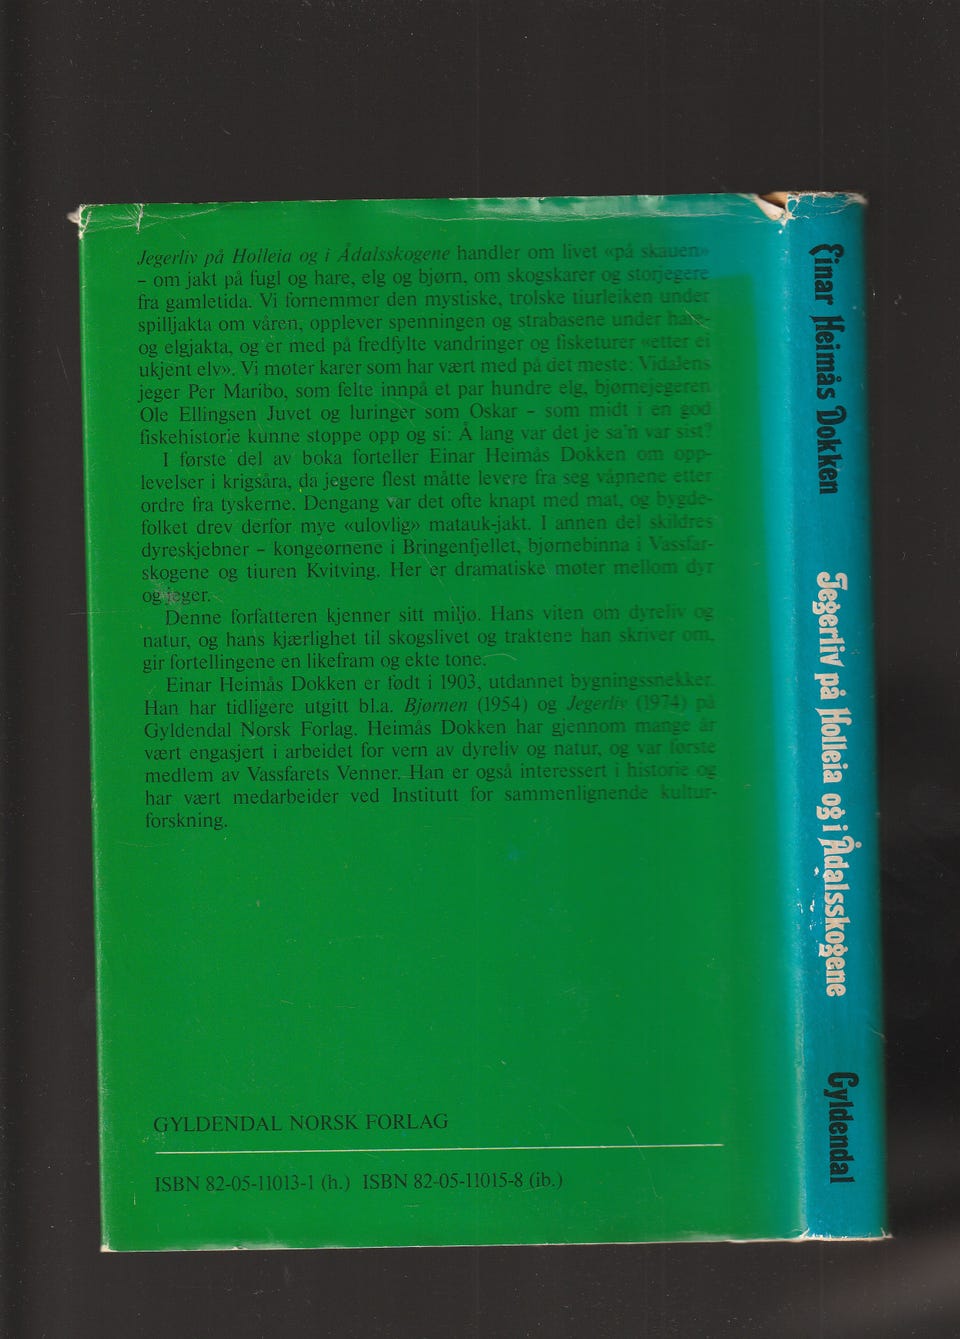 Jegerliv på Holleia og i Ådalsskogene handler om livet «på skauen»
– om jakt på fugl og hare, elg og bjørn, om skogskarer og storjegere
fra gamletida. Vi fornemmer den mystiske, trolske tiurleiken under
spilljakta om våren, opplever spenningen og strabasene under hare-
og elgjakta, og er med på fredfylte vandringer og fisketurer «etter ei
ukjent elv». Vi møter karer som har vært med på det meste: Vidalens
jeger Per Maribo, som felte innpå et par hundre elg, bjørnejegeren
Ole Ellingsen Juvet og luringer som Oskar – som midt i en god
fiskehistorie kunne stoppe opp og si: Å lang var det je sa'n var sist?
I første del av boka forteller Einar Heimås Dokken om opp-
levelser i krigsåra, da jegere flest måtte levere fra seg våpnene etter
ordre fra tyskerne. Dengang var det ofte knapt med mat, og bygde-
folket drev derfor mye «ulovlig» matauk-jakt. I annen del skildres
dyreskjebner – kongeørnene i Bringenfjellet, bjørnebinna i Vassfar-
skogene og tiuren Kvitving. Her er dramatiske møter mellom dyr
og jeger.
Denne forfatteren kjenner sitt miljø. Hans viten om dyreliv og
natur, og hans kjærlighet til skogslivet og traktene han skriver om,
gir fortellingene en likefram og ekte tone.
Einar Heimås Dokken er født i 1903, utdannet bygningssnekker.
Han har tidligere utgitt bl.a. Bjørnen (1954) og Jegerliv (1974) på
Gyldendal Norsk Forlag. Heimås Dokken har gjennom mange år
vært engasjert i arbeidet for vern av dyreliv og natur, og var første
medlem av Vassfarets Venner. Han er også interessert i historie og
har vært medarbeider ved Institutt for sammenlignende kultur-
forskning.
GYLDENDAL NORSK FORLAG
ISBN 82-05-11013-1 (h.) ISBN 82-05-11015-8 (ib.)
Einar Heimås Dokken
Jegerliv på Holleia og i Ådalsskogene
Gyldendal